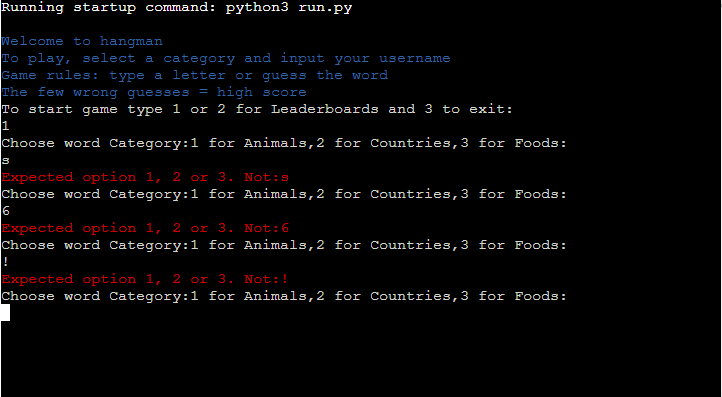 Running startup command: python3 run.py
Welcome to hangman
To play, select a category and input your username
Game rules: type a letter or guess the word
The few wrong guesses = high score
To start game type 1 or 2 for Leaderboards and 3 to exit:
1
Choose word Category:1 for Animals,2 for Countries,3 for Foods:
s
Expected option 1, 2 or 3. Not:s
Choose word Category:1 for Animals,2 for Countries,3 for Foods:
6
Expected option 1, 2 or 3. Not:6
Choose word Category:1 for Animals,2 for Countries,3 for Foods:
!
Expected option 1, 2 or 3. Not:!
Choose word Category:1 for Animals,2 for Countries,3 for Foods: